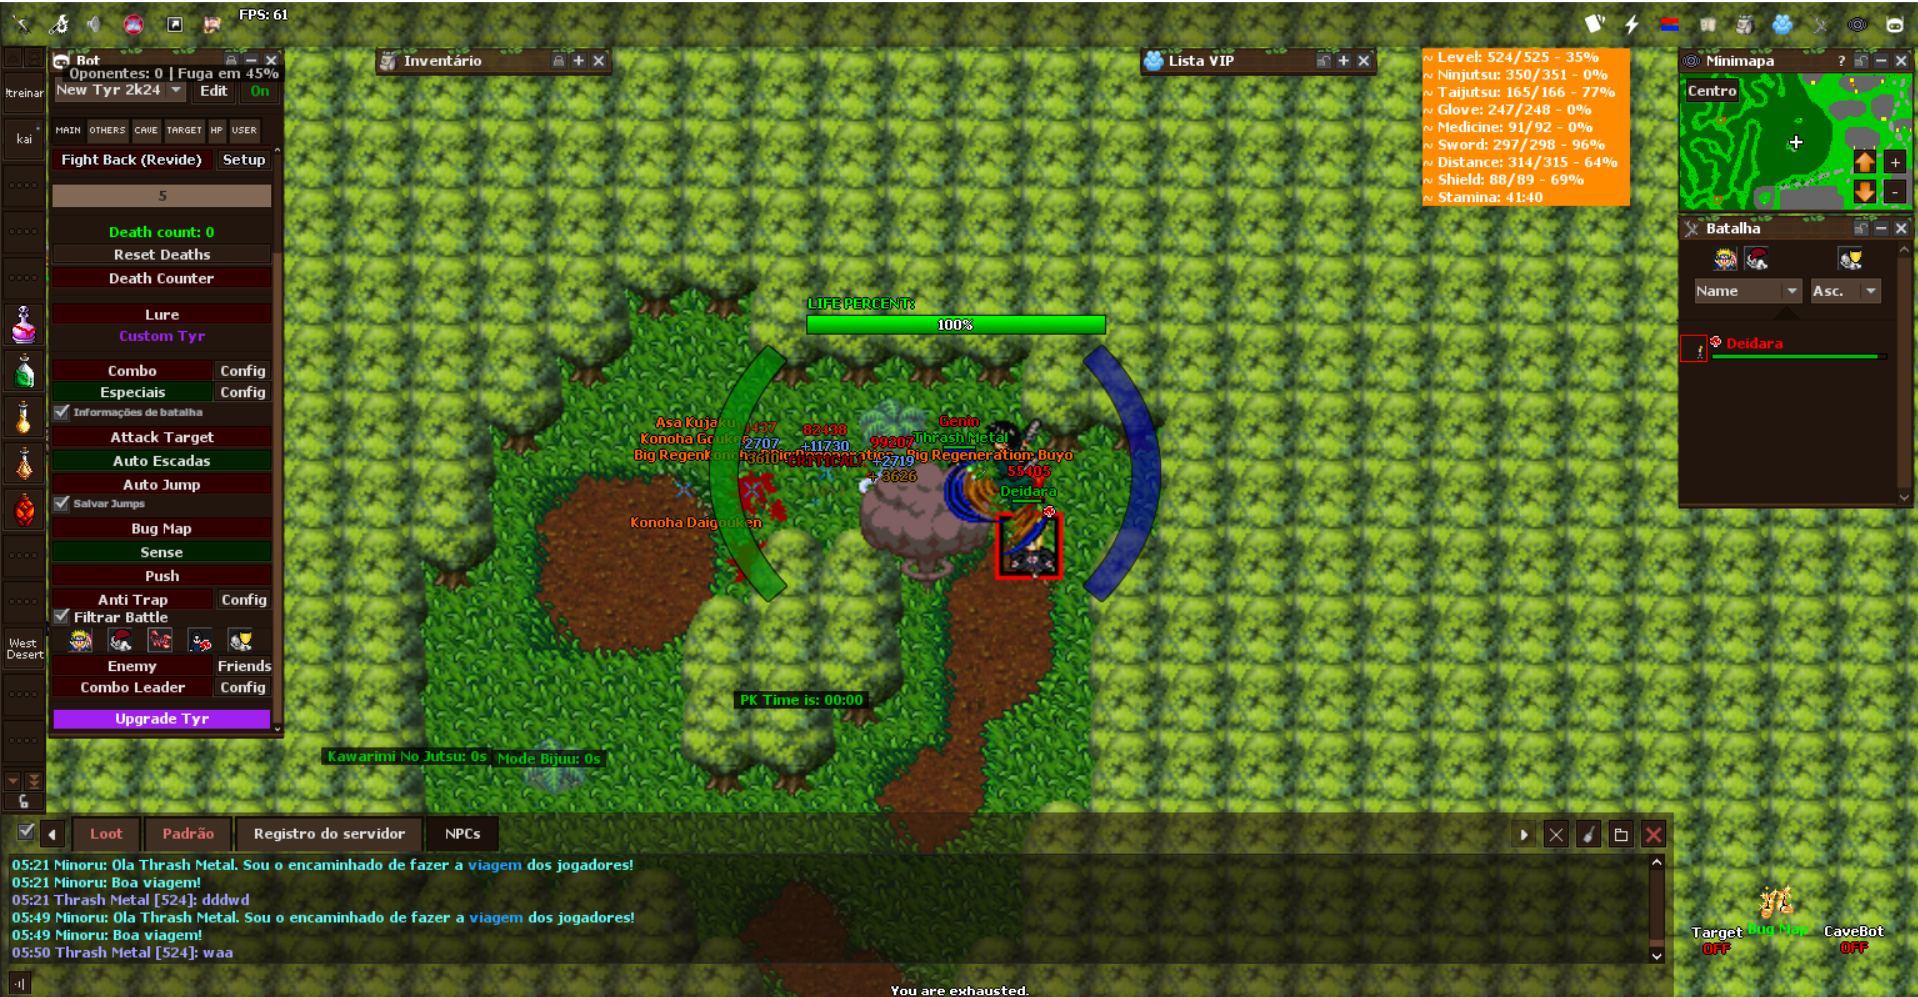 FPS: 61
Bot
Oponentes: 0 | Fuga em 45%
New Tyr 2k24 Edit On
MAIN OTHERS CAVE TARGET HP USER
Fight Back (Revide) Setup
5
Death count: 0
Reset Deaths
Death Counter
Lure
Custom Tyr
Combo Config
Especiais Config
Informações de batalha
Attack Target
Auto Escadas
Auto Jump
Salvar Jumps
Bug Map
Sense
Push
Anti Trap Config
Filtrar Battle
Enemy Friends
Combo Leader Config
Upgrade Tyr
!treinar
kai
West
Desert
Inventário
Lista VIP
~ Level: 524/525 - 35%
~ Ninjutsu: 350/351 - 0%
~ Taijutsu: 165/166 - 77%
~ Glove: 247/248 - 0%
~ Medicine: 91/92 - 0%
~ Sword: 297/298 - 96%
~ Distance: 314/315 - 64%
~ Shield: 88/89 - 69%
~ Stamina: 41:40
Minimapa ?
Centro
+
-
Batalha
Name Asc.
Deidara
LIFE PERCENT:
100%
Asa Kujaku
82438
Genin
+11730
99207
Thrash Metal
Big Regeneration: Buyo
+2719
55405
+ 3626
Deidara
Konoha Daigouken
PK Time is: 00:00
Kawarimi No Jutsu: 0s
Mode Bijuu: 0s
Loot Padrão Registro do servidor NPCs
05:21 Minoru: Ola Thrash Metal. Sou o encaminhado de fazer a viagem dos jogadores!
05:21 Minoru: Boa viagem!
05:21 Thrash Metal [524]: dddwd
05:49 Minoru: Ola Thrash Metal. Sou o encaminhado de fazer a viagem dos jogadores!
05:49 Minoru: Boa viagem!
05:50 Thrash Metal [524]: waa
Target Bug Map CaveBot
OFF OFF
You are exhausted.